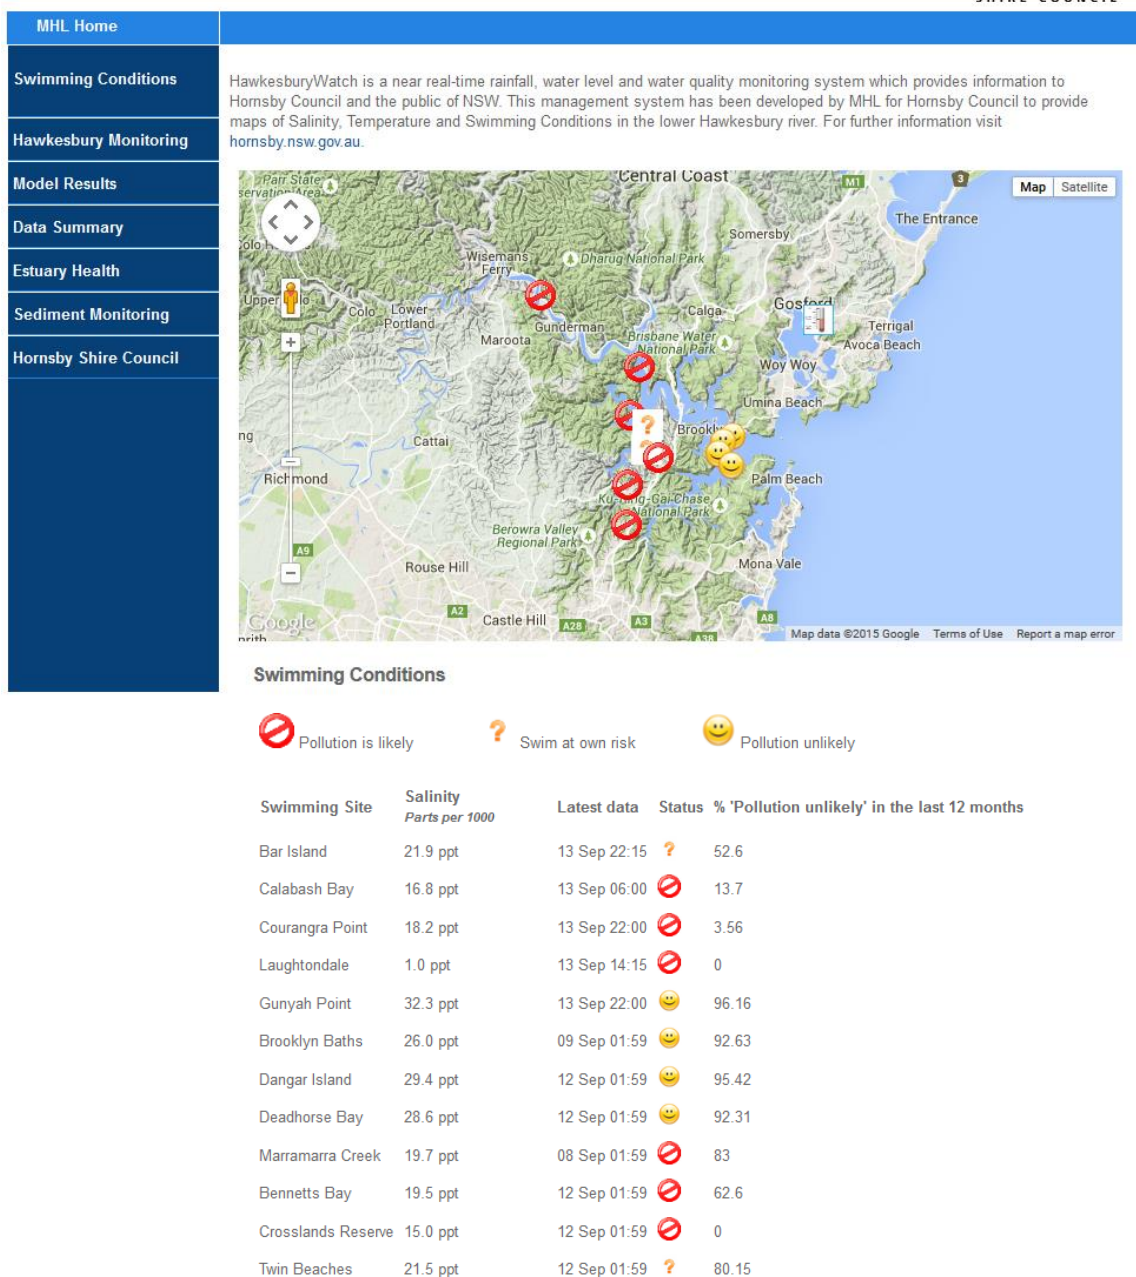 SHIRE COUNCIL
MHL Home
Swimming Conditions
Hawkesbury Monitoring
Model Results
Data Summary
Estuary Health
Sediment Monitoring
Hornsby Shire Council
HawkesburyWatch is a near real-time rainfall, water level and water quality monitoring system which provides information to
Hornsby Council and the public of NSW. This management system has been developed by MHL for Hornsby Council to provide
maps of Salinity, Temperature and Swimming Conditions in the lower Hawkesbury river. For further information visit
hornsby.nsw.gov.au.
Parr State
Central Coast
M1
3
Map Satellite
The Entrance
Somersby
Wisemans
Ferry
Dharug National Park
Upper
Colo
Lower
Portland
Gunderman
Calga
Gosford
Terrigal
Maroota
Brisbane Water
National Park
Avoca Beach
Woy Woy
Umina Beach
Cattai
Richmond
Palm Beach
Ku-Ring-Gai Chase
National Park
Berowra Valley
Regional Park
A9
Rouse Hill
Mona Vale
A2
Castle Hill
A28
A3
A8
A38
Google
Map data ©2015 Google Terms of Use Report a map error
Swimming Conditions
Pollution is likely ? Swim at own risk Pollution unlikely
Swimming Site Salinity Latest data Status % 'Pollution unlikely' in the last 12 months
Parts per 1000
Bar Island 21.9 ppt 13 Sep 22:15 ? 52.6
Calabash Bay 16.8 ppt 13 Sep 06:00 13.7
Courangra Point 18.2 ppt 13 Sep 22:00 3.56
Laughtondale 1.0 ppt 13 Sep 14:15 0
Gunyah Point 32.3 ppt 13 Sep 22:00 96.16
Brooklyn Baths 26.0 ppt 09 Sep 01:59 92.63
Dangar Island 29.4 ppt 12 Sep 01:59 95.42
Deadhorse Bay 28.6 ppt 12 Sep 01:59 92.31
Marramarra Creek 19.7 ppt 08 Sep 01:59 83
Bennetts Bay 19.5 ppt 12 Sep 01:59 62.6
Crosslands Reserve 15.0 ppt 12 Sep 01:59 0
Twin Beaches 21.5 ppt 12 Sep 01:59 ? 80.15